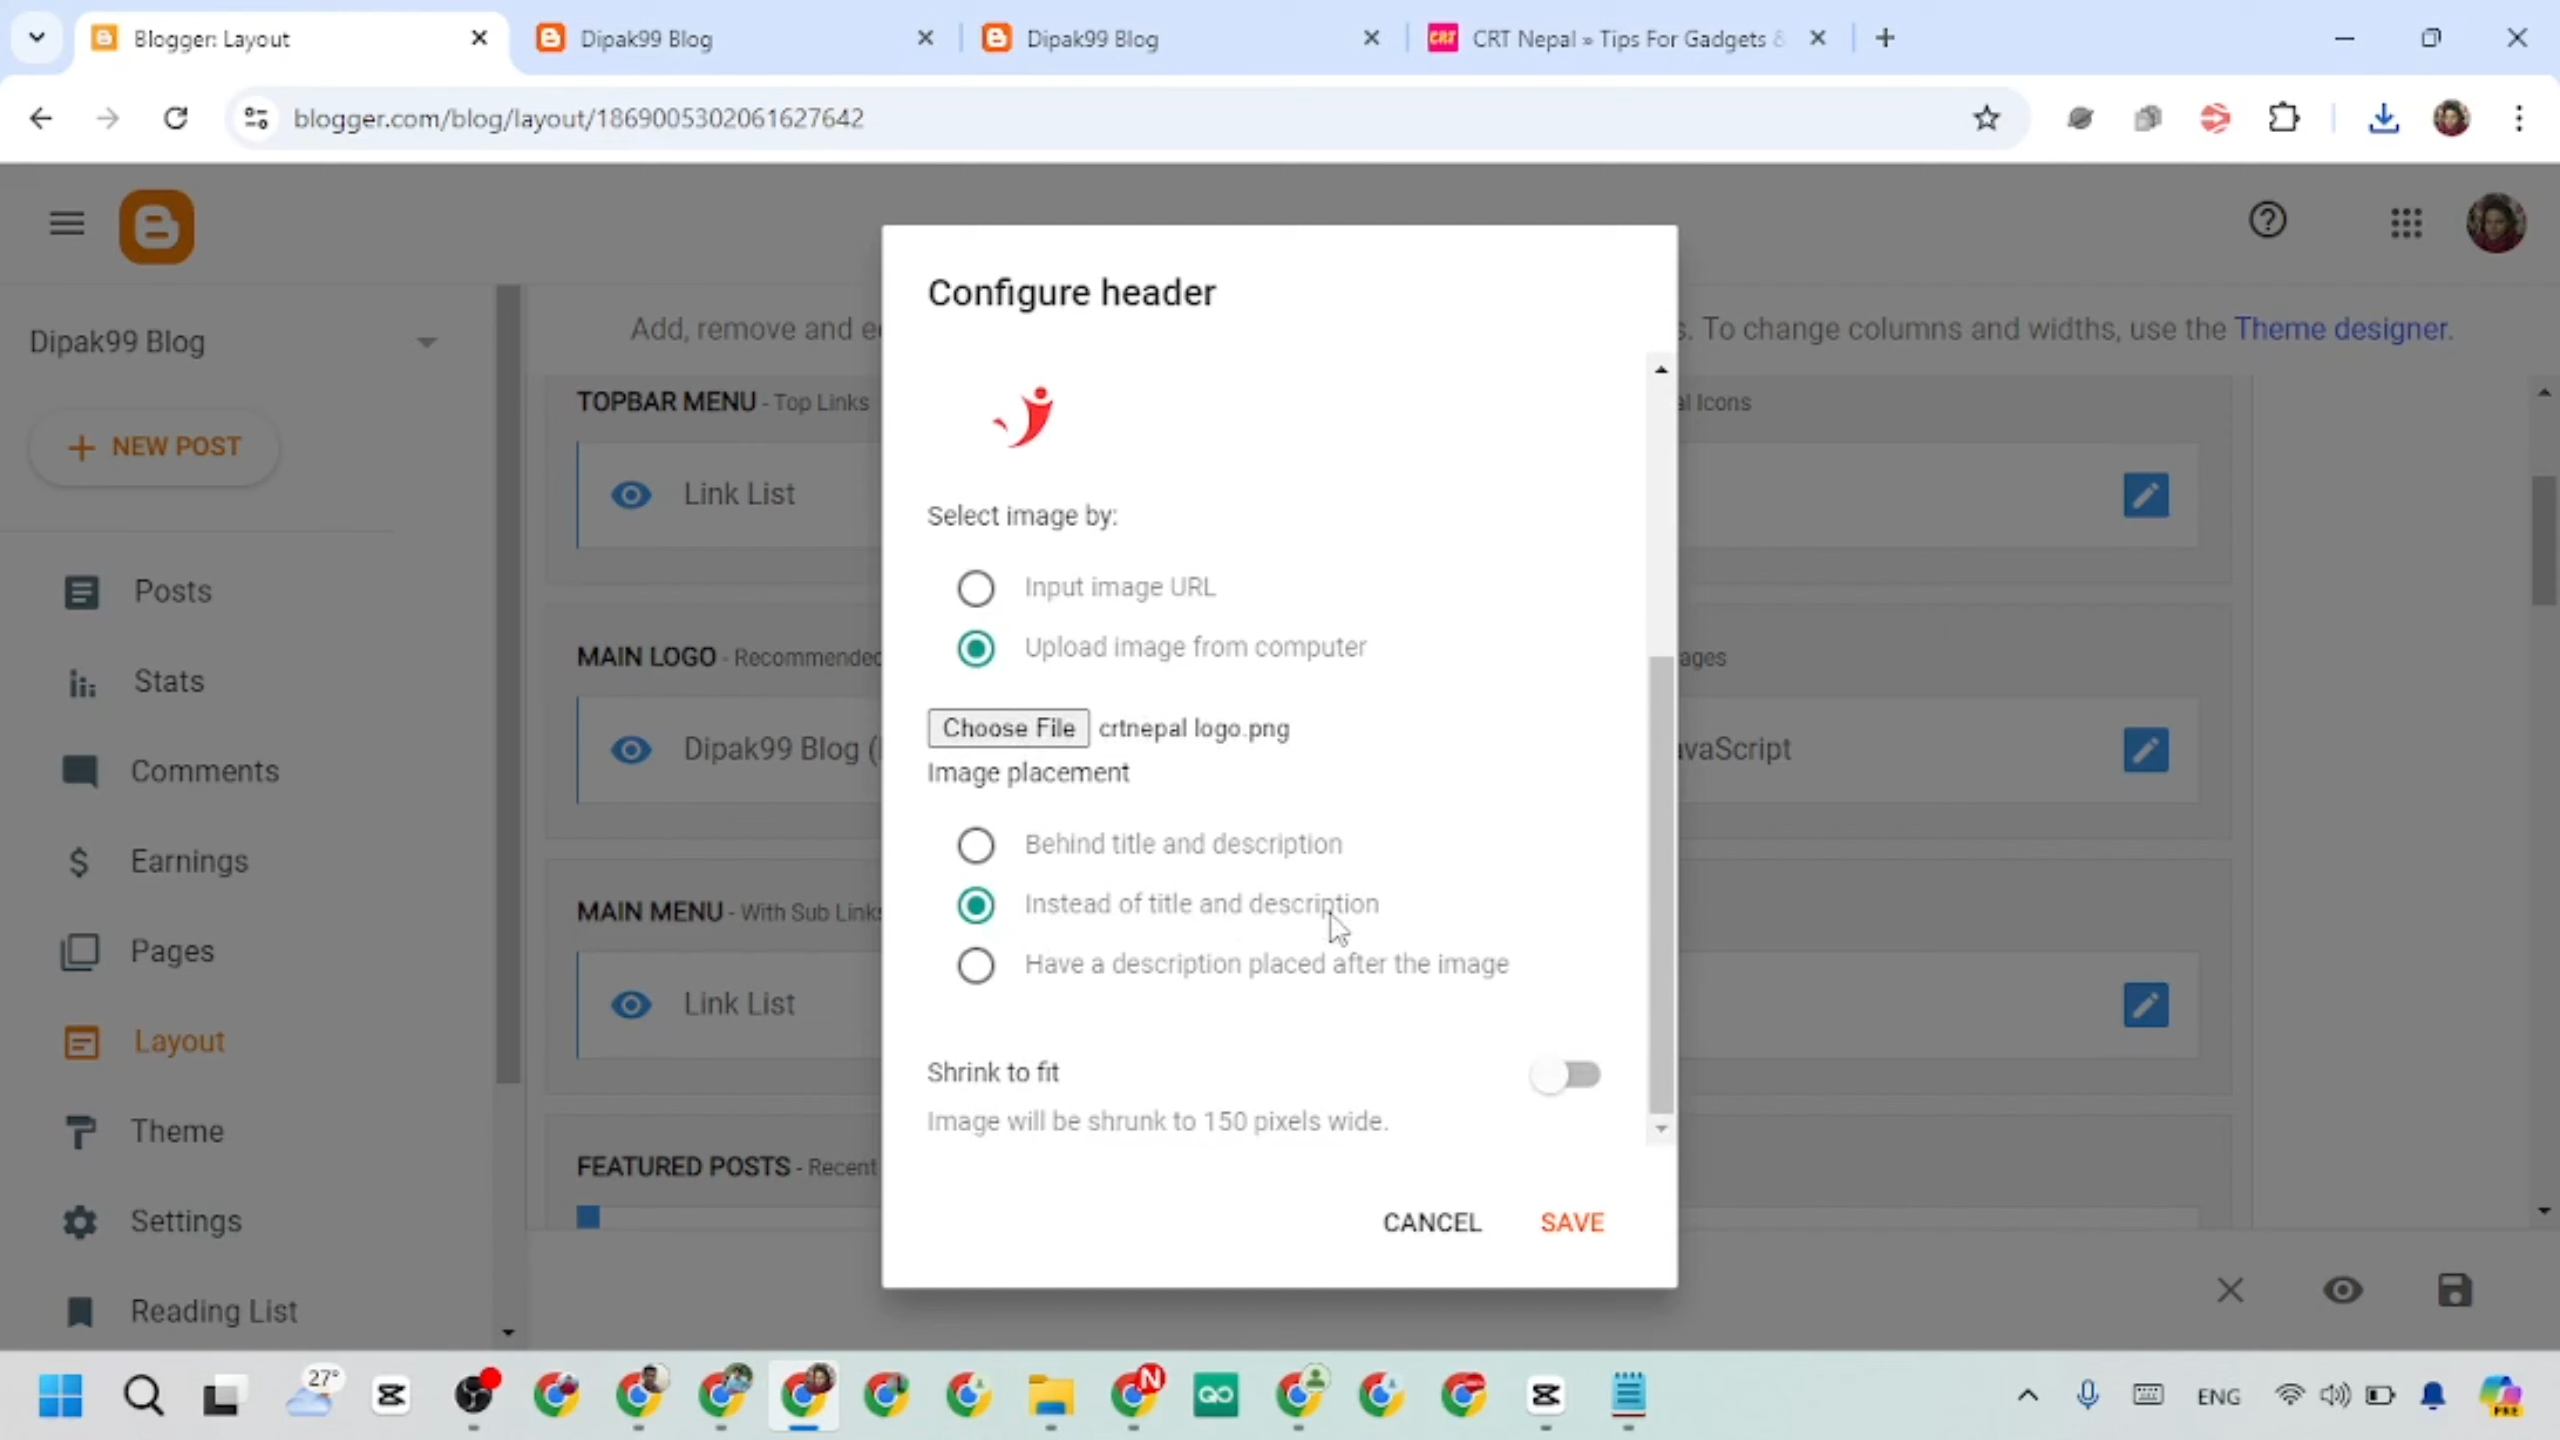 Blogger: Layout
Dipak99 Blog
Dipak99 Blog
CRT
CRT Nepal » Tips For Gadgets &
blogger.com/blog/layout/1869005302061627642
Dipak99 Blog
NEW POST
Posts
Stats
Comments
Earnings
Pages
Layout
Theme
Settings
Reading List
Add, remove and e
s. To change columns and widths, use the Theme designer.
TOPBAR MENU - Top Links
al Icons
Link List
MAIN LOGO - Recommended
ages
Dipak99 Blog (
avaScript
MAIN MENU - With Sub Links
Link List
FEATURED POSTS - Recent
Configure header
Select image by:
Input image URL
Upload image from computer
Choose File crtnepal logo.png
Image placement
Behind title and description
Instead of title and description
Have a description placed after the image
Shrink to fit
Image will be shrunk to 150 pixels wide.
CANCEL
SAVE
27°
N
GO
ENG
PRE